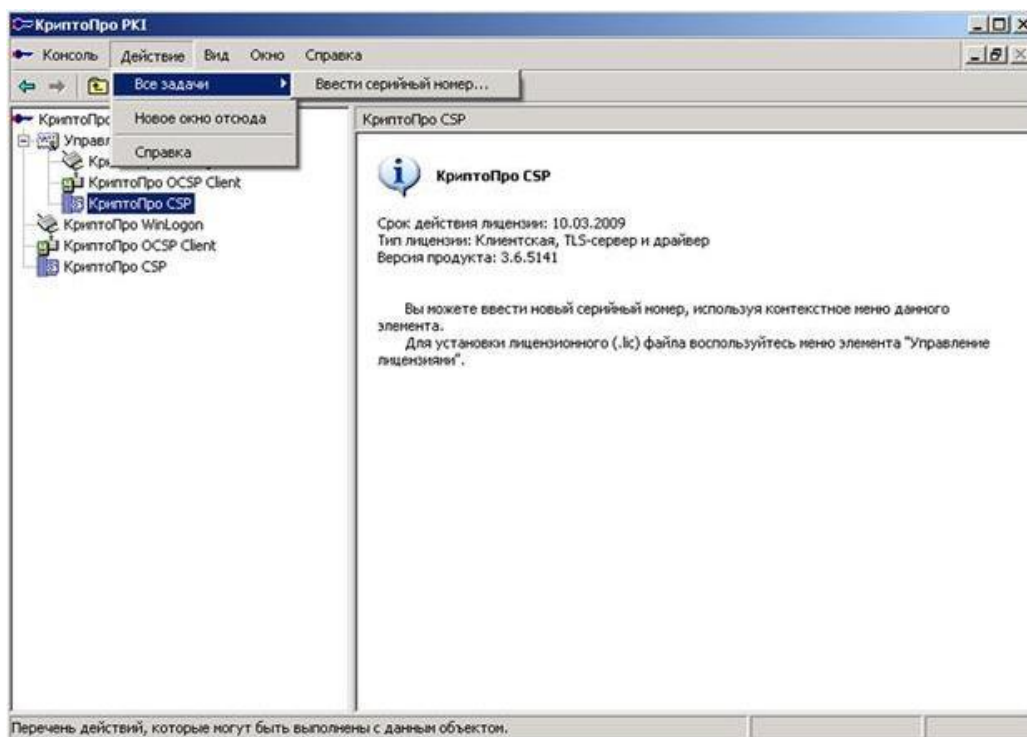 КриптоПро PKI
Консоль Действие Вид Окно Справка
Все задачи
Ввести серийный номер...
Новое окно отсюда
Справка
КриптоПро
КриптоПро OCSP Client
КриптоПро CSP
КриптоПро WinLogon
КриптоПро OCSP Client
КриптоПро CSP
КриптоПро CSP
КриптоПро CSP
Срок действия лицензии: 10.03.2009
Тип лицензии: Клиентская, TLS-сервер и драйвер
Версия продукта: 3.6.5141
Вы можете ввести новый серийный номер, используя контекстное меню данного
элемента.
Для установки лицензионного (.lic) файла воспользуйтесь меню элемента "Управление
лицензиями".
Перечень действий, которые могут быть выполнены с данным объектом.